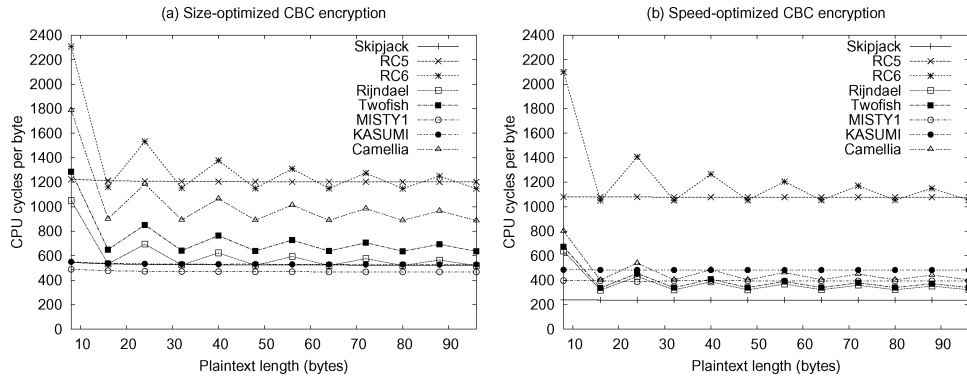 (a) Size-optimized CBC encryption
CPU cycles per byte
2400
2200
2000
1800
1600
1400
1200
1000
800
600
400
200
0
Skipjack
RC5
RC6
Rijndael
Twofish
MISTY1
KASUMI
Camellia
10 20 30 40 50 60 70 80 90
Plaintext length (bytes)
(b) Speed-optimized CBC encryption
CPU cycles per byte
2400
2200
2000
1800
1600
1400
1200
1000
800
600
400
200
0
Skipjack
RC5
RC6
Rijndael
Twofish
MISTY1
KASUMI
Camellia
10 20 30 40 50 60 70 80 90
Plaintext length (bytes)